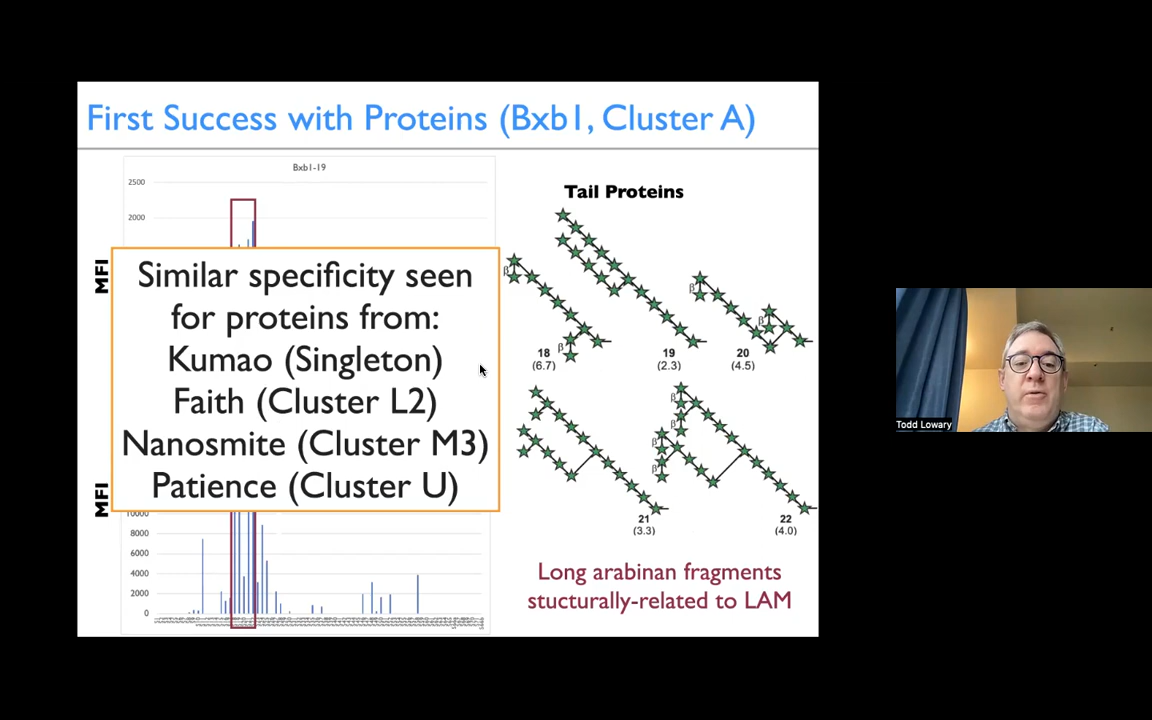 First Success with Proteins (Bxb1, Cluster A)
Bxb1-19
2500
2000
MFI
Similar specificity seen
for proteins from:
Kumao (Singleton)
Faith (Cluster L2)
Nanosmite (Cluster M3)
Patience (Cluster U)
MFI
10000
8000
6000
4000
2000
0
Tail Proteins
β
β
β
β
18
(6.7)
19
(2.3)
20
(4.5)
β
β
β
β
21
(3.3)
22
(4.0)
Long arabinan fragments
stucturally-related to LAM
Todd Lowary